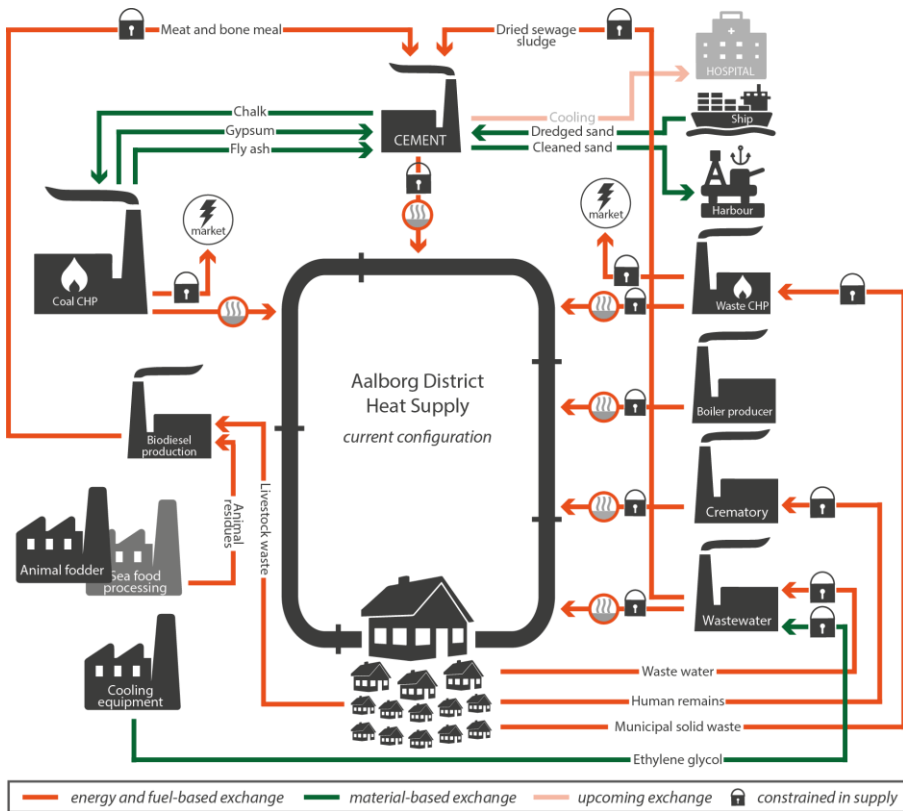 Meat and bone meal
Dried sewage
sludge
HOSPITAL
Chalk
Gypsum
Fly ash
CEMENT
Cooling
Dredged sand
Cleaned sand
Ship
Harbour
market
market
Coal CHP
Waste CHP
Aalborg District
Heat Supply
current configuration
Boiler producer
Biodiesel
production
Livestock waste
Animal
residues
Crematory
Animal fodder
Sea food
processing
Wastewater
Cooling
equipment
Waste water
Human remains
Municipal solid waste
Ethylene glycol
energy and fuel-based exchange
material-based exchange
upcoming exchange
constrained in supply